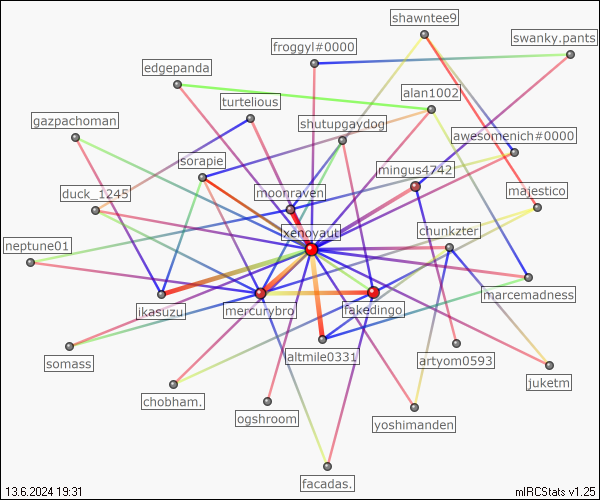 shawntee9
swanky.pants
froggyl#0000
edgepanda
alan1002
turtelious
gazpachoman
shutupgaydog
awesomenich#0000
sorapie
mingus4742
duck_1245
moonraven
majestico
xenoyaut
chunkzter
neptune01
marcemadness
ikasuzu
mercurybro
fakedingo
altmile0331
somass
artyom0593
juketm
chobham.
ogshroom
yoshimanden
facadas.
13.6.2024 19:31
mIRCStats v1.25